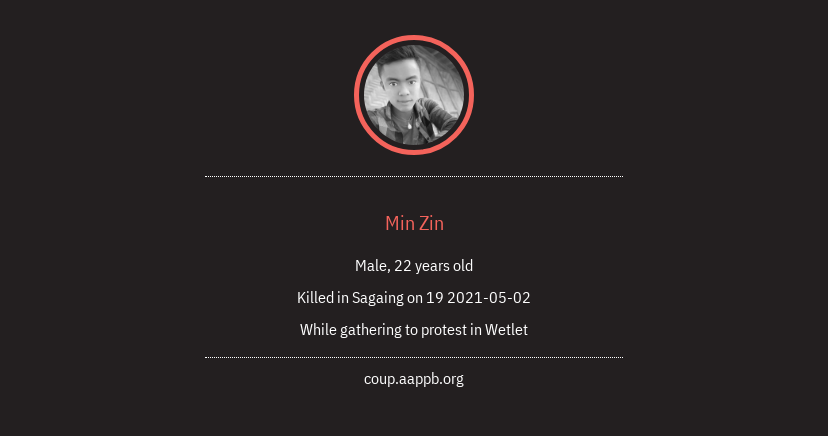 Min Zin
Male, 22 years old
Killed in Sagaing on 19 2021-05-02
While gathering to protest in Wetlet
coup.aappb.org